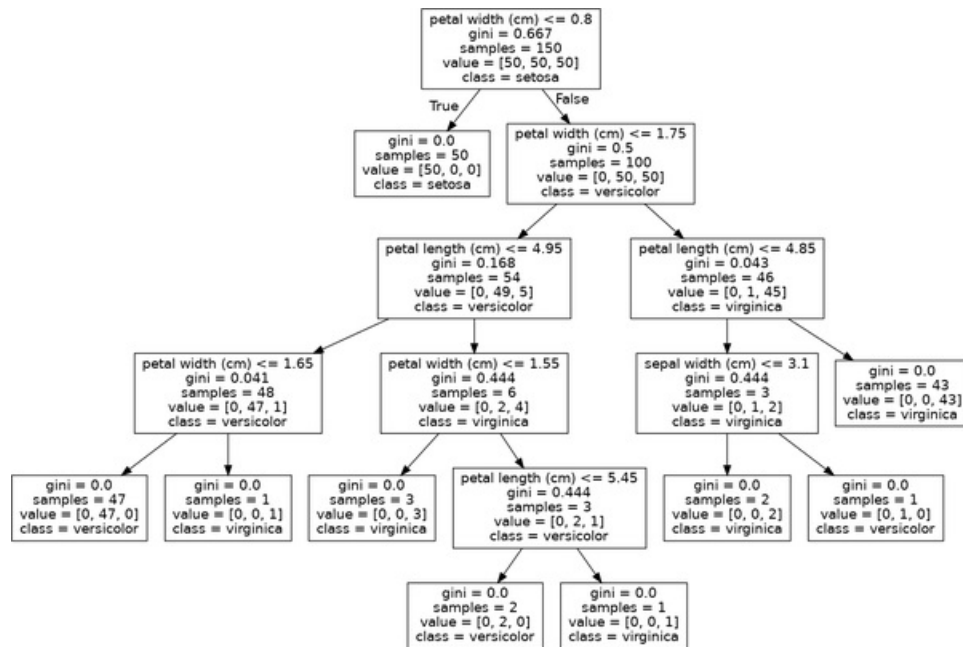 petal width (cm) <= 0.8
gini = 0.667
samples = 150
value = [50, 50, 50]
class = setosa
True
False
gini = 0.0
samples = 50
value = [50, 0, 0]
class = setosa
petal width (cm) <= 1.75
gini = 0.5
samples = 100
value = [0, 50, 50]
class = versicolor
petal length (cm) <= 4.95
gini = 0.168
samples = 54
value = [0, 49, 5]
class = versicolor
petal length (cm) <= 4.85
gini = 0.043
samples = 46
value = [0, 1, 45]
class = virginica
petal width (cm) <= 1.65
gini = 0.041
samples = 48
value = [0, 47, 1]
class = versicolor
petal width (cm) <= 1.55
gini = 0.444
samples = 6
value = [0, 2, 4]
class = virginica
sepal width (cm) <= 3.1
gini = 0.444
samples = 3
value = [0, 1, 2]
class = virginica
gini = 0.0
samples = 43
value = [0, 0, 43]
class = virginica
gini = 0.0
samples = 47
value = [0, 47, 0]
class = versicolor
gini = 0.0
samples = 1
value = [0, 0, 1]
class = virginica
gini = 0.0
samples = 3
value = [0, 0, 3]
class = virginica
petal length (cm) <= 5.45
gini = 0.444
samples = 3
value = [0, 2, 1]
class = versicolor
gini = 0.0
samples = 2
value = [0, 0, 2]
class = virginica
gini = 0.0
samples = 1
value = [0, 1, 0]
class = versicolor
gini = 0.0
samples = 2
value = [0, 2, 0]
class = versicolor
gini = 0.0
samples = 1
value = [0, 0, 1]
class = virginica